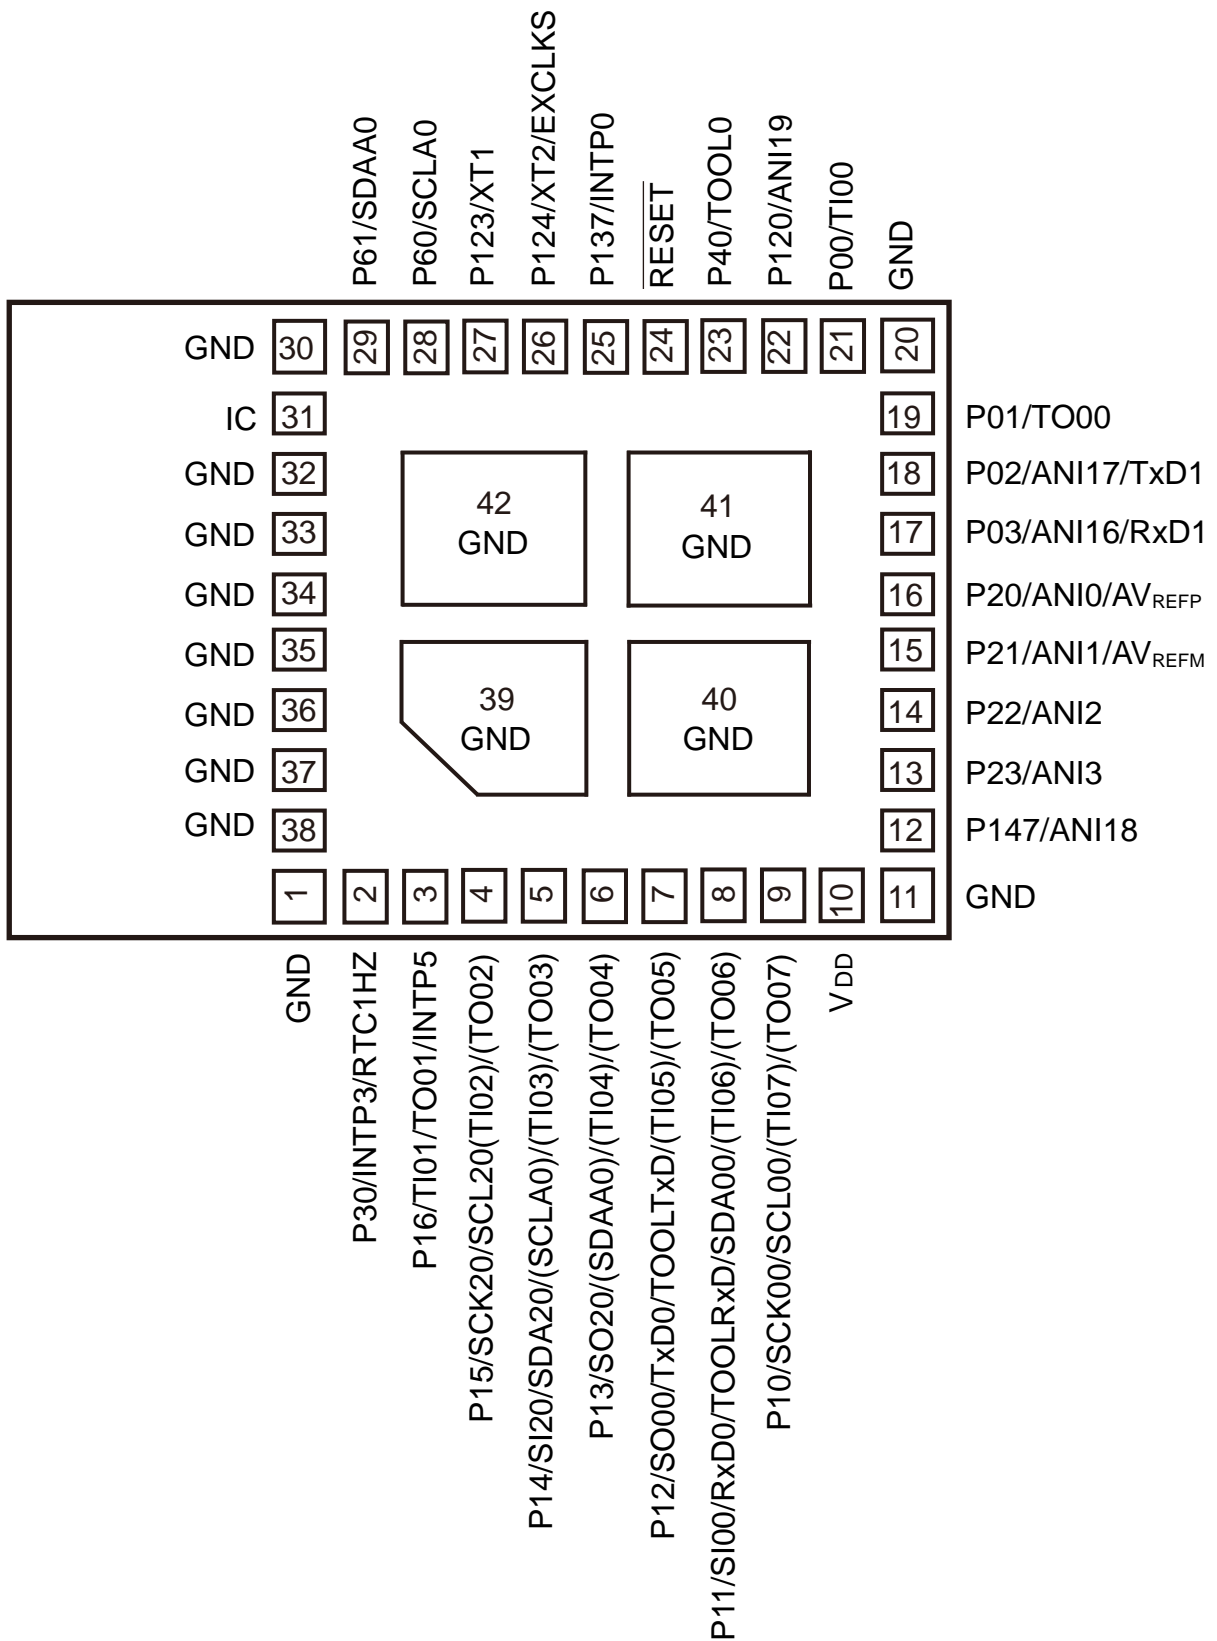 P61/SDAA0
P60/SCLA0
P123/XT1
P124/XT2/EXCLKS
P137/INTP0
RESET
P40/TOOL0
P120/ANI19
P00/TI00
GND
GND 30 29 28 27 26 25 24 23 22 21 20
IC 31 19 P01/TO00
GND 32 18 P02/ANI17/TxD1
GND 33 17 P03/ANI16/RxD1
GND 34 16 P20/ANI0/AVREFP
GND 35 15 P21/ANI1/AVREFM
GND 36 14 P22/ANI2
GND 37 13 P23/ANI3
GND 38 12 P147/ANI18
42
GND
41
GND
39
GND
40
GND
1 2 3 4 5 6 7 8 9 10 11 GND
GND
P30/INTP3/RTC1HZ
P16/TI01/TO01/INTP5
P15/SCK20/SCL20(TI02)/(TO02)
P14/SI20/SDA20/(SCLA0)/(TI03)/(TO03)
P13/SO20/(SDAA0)/(TI04)/(TO04)
P12/SO00/TxD0/TOOLTxD/(TI05)/(TO05)
P11/SI00/RxD0/TOOLRxD/SDA00/(TI06)/(TO06)
P10/SCK00/SCL00/(TI07)/(TO07)
VDD